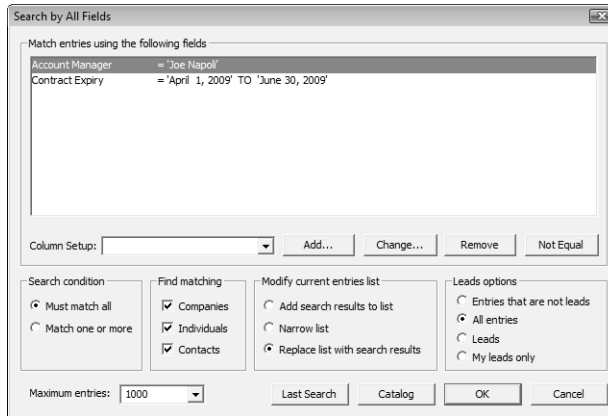 Search by All Fields
Match entries using the following fields
Account Manager = 'Joe Napoli'
Contract Expiry = 'April 1, 2009' TO 'June 30, 2009'
Column Setup: Add... Change... Remove Not Equal
Search condition Find matching Modify current entries list Leads options
Must match all Companies Add search results to list Entries that are not leads
Match one or more Individuals Narrow list All entries
Contacts Replace list with search results Leads
My leads only
Maximum entries: 1000 Last Search Catalog OK Cancel